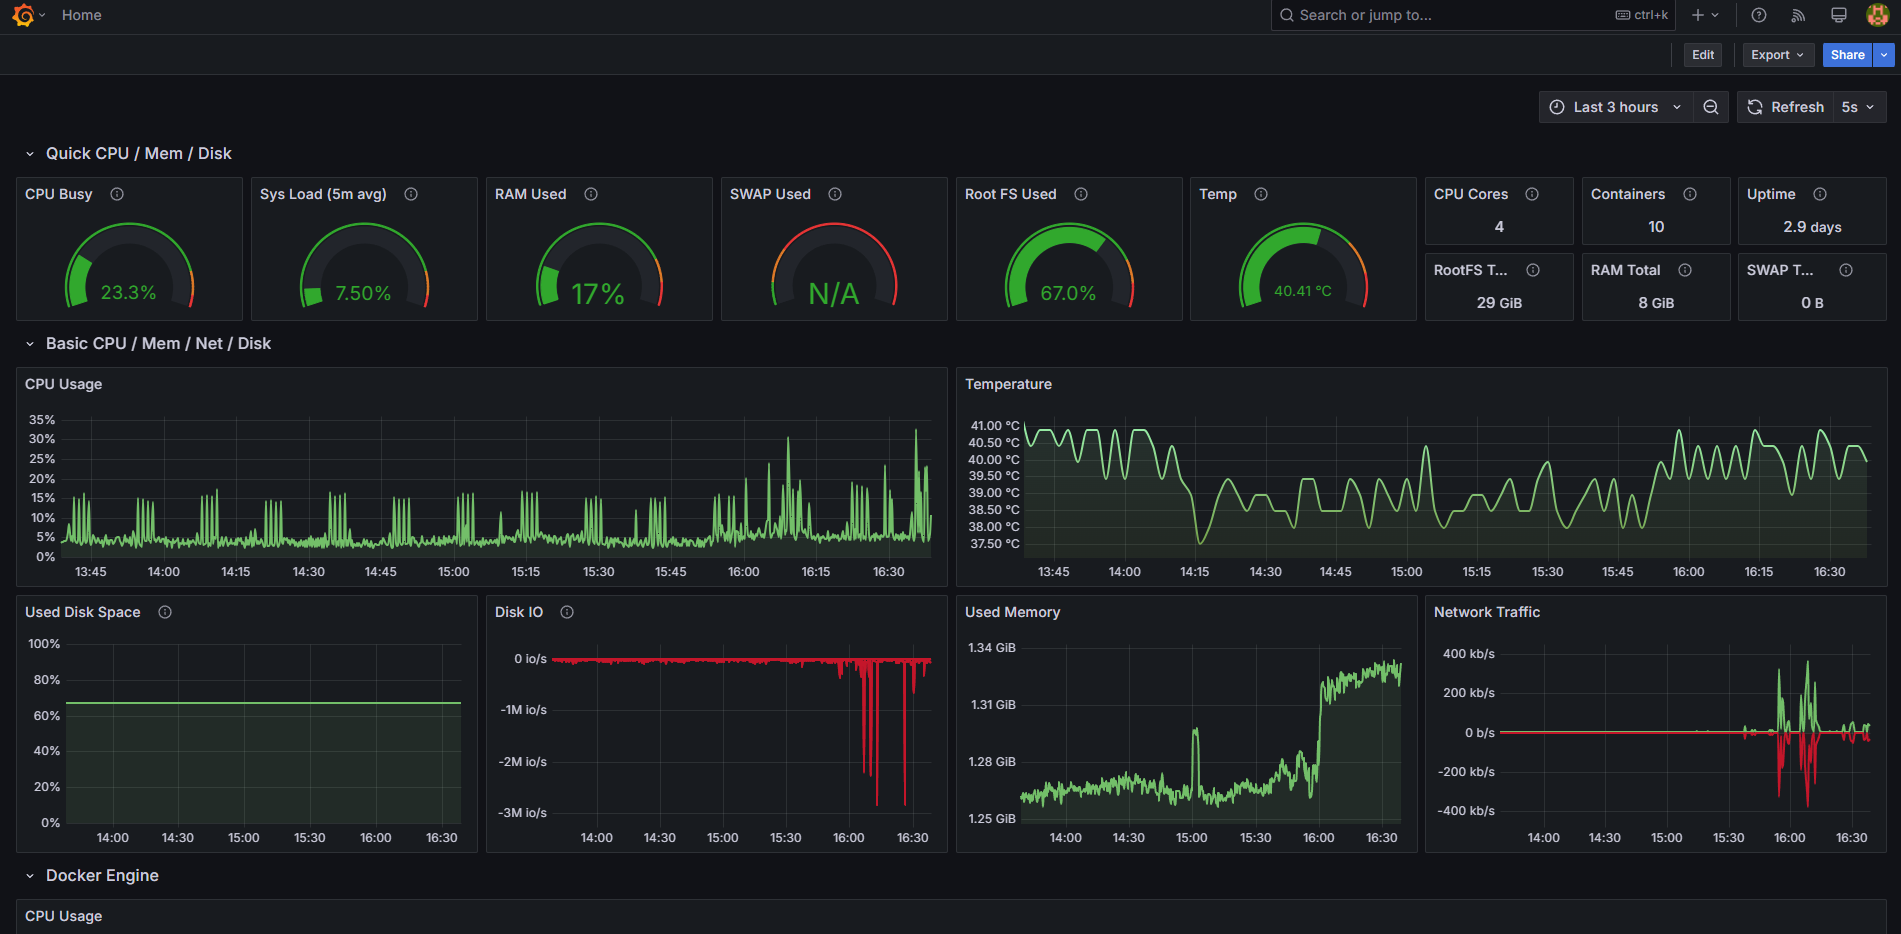 Home
Search or jump to...
ctrl+k
Edit
Export
Share
Last 3 hours
Refresh
5s
Quick CPU / Mem / Disk
CPU Busy
23.3%
Sys Load (5m avg)
7.50%
RAM Used
17%
SWAP Used
N/A
Root FS Used
67.0%
Temp
40.41 °C
CPU Cores
4
Containers
10
Uptime
2.9 days
RootFS T...
29 GiB
RAM Total
8 GiB
SWAP T...
0 B
Basic CPU / Mem / Net / Disk
CPU Usage
35%
30%
25%
20%
15%
10%
5%
0%
13:45 14:00 14:15 14:30 14:45 15:00 15:15 15:30 15:45 16:00 16:15 16:30
Temperature
41.00 °C
40.50 °C
40.00 °C
39.50 °C
39.00 °C
38.50 °C
38.00 °C
37.50 °C
13:45 14:00 14:15 14:30 14:45 15:00 15:15 15:30 15:45 16:00 16:15 16:30
Used Disk Space
100%
80%
60%
40%
20%
0%
14:00 14:30 15:00 15:30 16:00 16:30
Disk IO
0 io/s
-1M io/s
-2M io/s
-3M io/s
14:00 14:30 15:00 15:30 16:00 16:30
Used Memory
1.34 GiB
1.31 GiB
1.28 GiB
1.25 GiB
14:00 14:30 15:00 15:30 16:00 16:30
Network Traffic
400 kb/s
200 kb/s
0 b/s
-200 kb/s
-400 kb/s
14:00 14:30 15:00 15:30 16:00 16:30
Docker Engine
CPU Usage